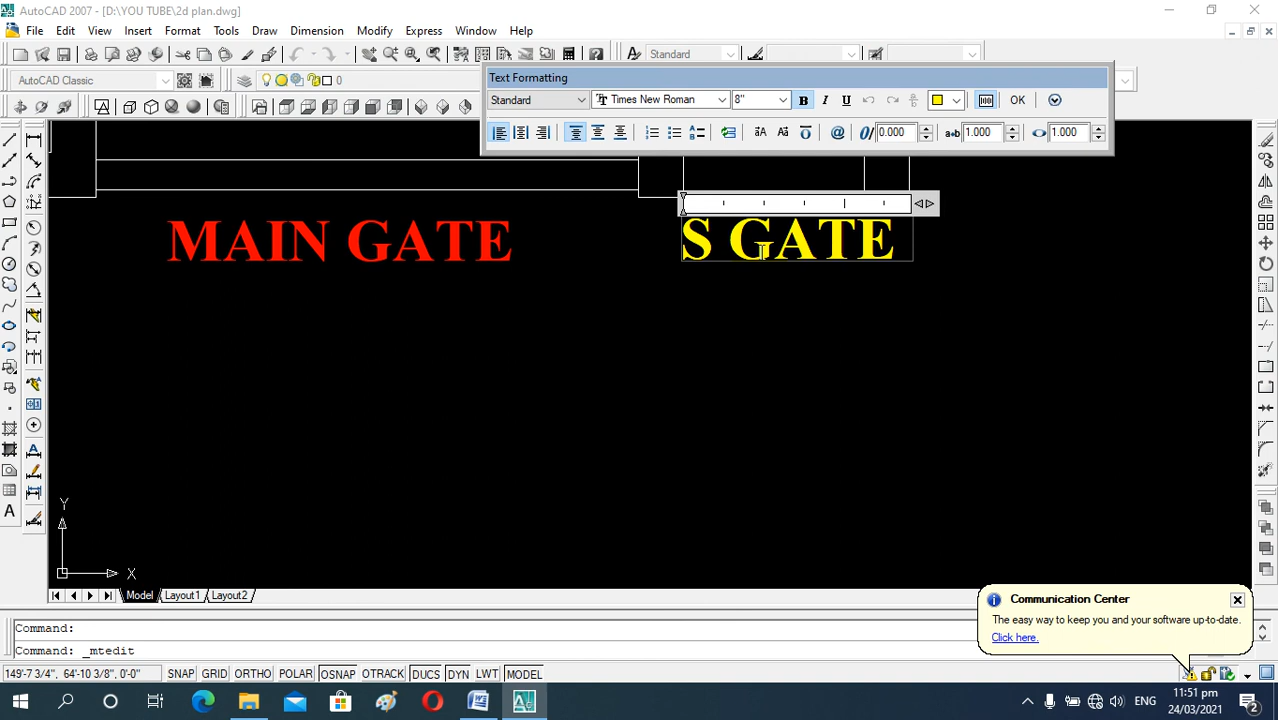 AutoCAD 2007 - [D:\YOU TUBE\2d plan.dwg]
File Edit View Insert Format Tools Draw Dimension Modify Express Window Help
Standard
AutoCAD Classic
0
Text Formatting
Standard
Times New Roman
8"
B
I
U
OK
@
0.000
a•b
1.000
1.000
MAIN GATE
S GATE
Y
X
A
A
Model
Layout1
Layout2
Communication Center
The easy way to keep you and your software up-to-date.
Click here.
Command:
Command: _mtedit
149'-7 3/4", 64'-10 3/8", 0'-0"
SNAP GRID ORTHO POLAR OSNAP OTRACK DUCS DYN LWT MODEL
ENG
11:51 pm
24/03/2021
2